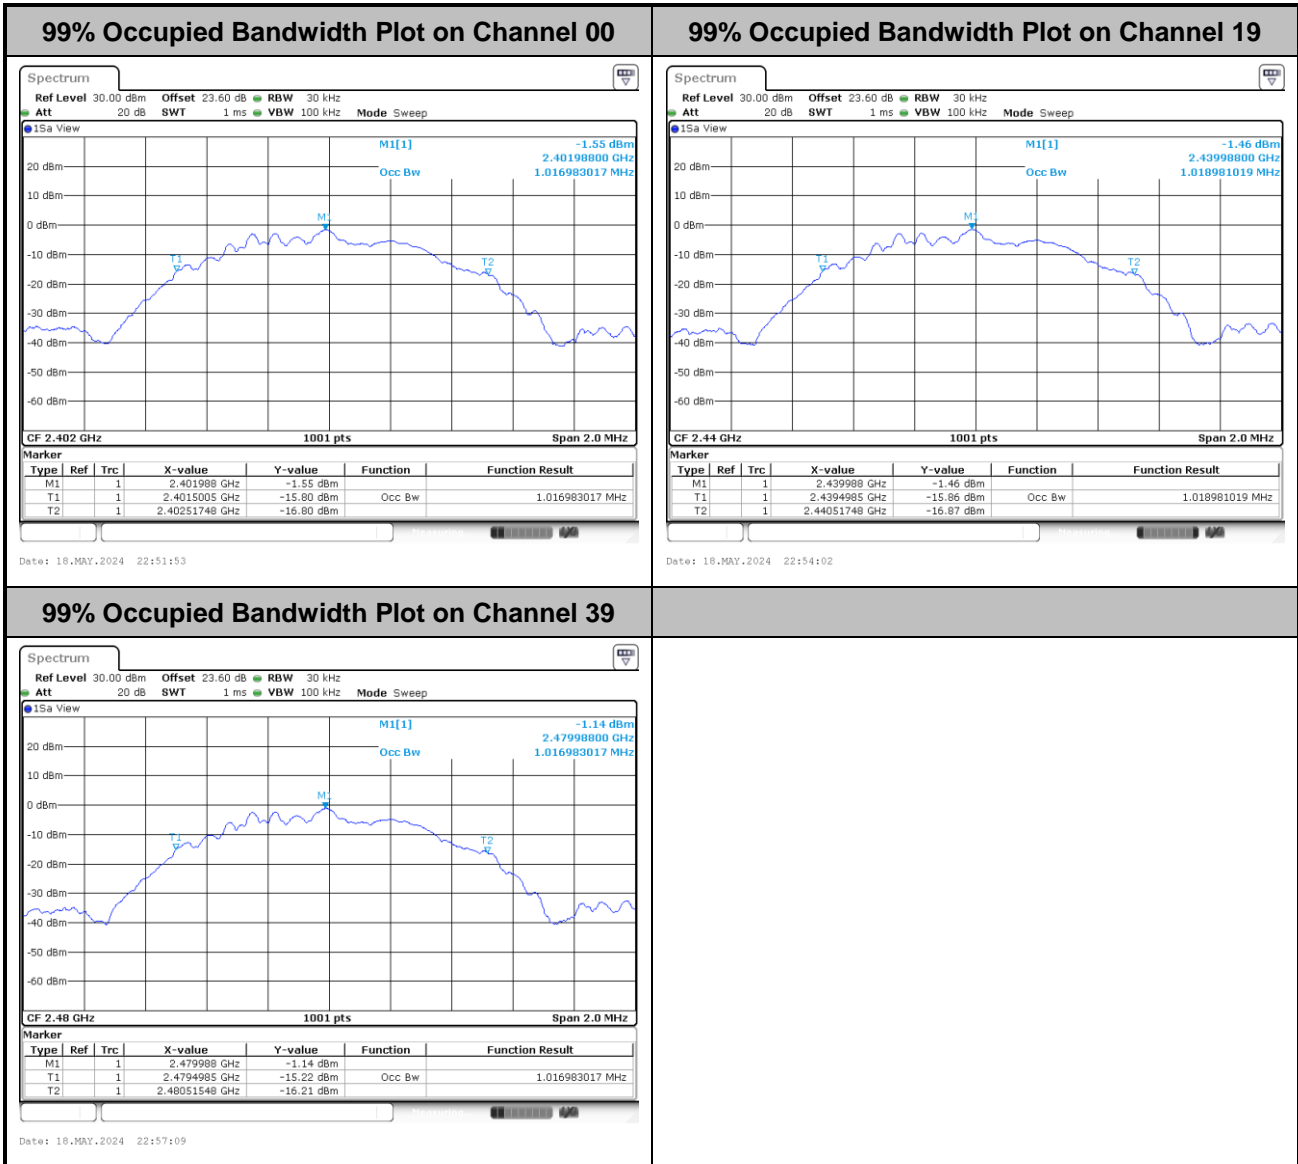 99% Occupied Bandwidth Plot on Channel 00
99% Occupied Bandwidth Plot on Channel 19
Spectrum
Ref Level 30.00 dBm Offset 23.60 dB RBW 30 kHz
Att 20 dB SWT 1 ms VBW 100 kHz Mode Sweep
1Sa View
M1[1] -1.55 dBm
2.40198800 GHz
Occ Bw 1.016983017 MHz
20 dBm
10 dBm
0 dBm
-10 dBm
-20 dBm
-30 dBm
-40 dBm
-50 dBm
-60 dBm
M1
T1
T2
CF 2.402 GHz 1001 pts Span 2.0 MHz
Marker
Type Ref Trc X-value Y-value Function Function Result
M1 1 2.401988 GHz -1.55 dBm
T1 1 2.4015005 GHz -15.80 dBm Occ Bw 1.016983017 MHz
T2 1 2.40251748 GHz -16.80 dBm
Date: 18.MAY.2024 22:51:53
Spectrum
Ref Level 30.00 dBm Offset 23.60 dB RBW 30 kHz
Att 20 dB SWT 1 ms VBW 100 kHz Mode Sweep
1Sa View
M1[1] -1.46 dBm
2.43998800 GHz
Occ Bw 1.018981019 MHz
20 dBm
10 dBm
0 dBm
-10 dBm
-20 dBm
-30 dBm
-40 dBm
-50 dBm
-60 dBm
M1
T1
T2
CF 2.44 GHz 1001 pts Span 2.0 MHz
Marker
Type Ref Trc X-value Y-value Function Function Result
M1 1 2.439988 GHz -1.46 dBm
T1 1 2.4394985 GHz -15.86 dBm Occ Bw 1.018981019 MHz
T2 1 2.44051748 GHz -16.87 dBm
Date: 18.MAY.2024 22:54:02
99% Occupied Bandwidth Plot on Channel 39
Spectrum
Ref Level 30.00 dBm Offset 23.60 dB RBW 30 kHz
Att 20 dB SWT 1 ms VBW 100 kHz Mode Sweep
1Sa View
M1[1] -1.14 dBm
2.47998800 GHz
Occ Bw 1.016983017 MHz
20 dBm
10 dBm
0 dBm
-10 dBm
-20 dBm
-30 dBm
-40 dBm
-50 dBm
-60 dBm
M1
T1
T2
CF 2.48 GHz 1001 pts Span 2.0 MHz
Marker
Type Ref Trc X-value Y-value Function Function Result
M1 1 2.479988 GHz -1.14 dBm
T1 1 2.4794985 GHz -15.22 dBm Occ Bw 1.016983017 MHz
T2 1 2.48051548 GHz -16.21 dBm
Date: 18.MAY.2024 22:57:09